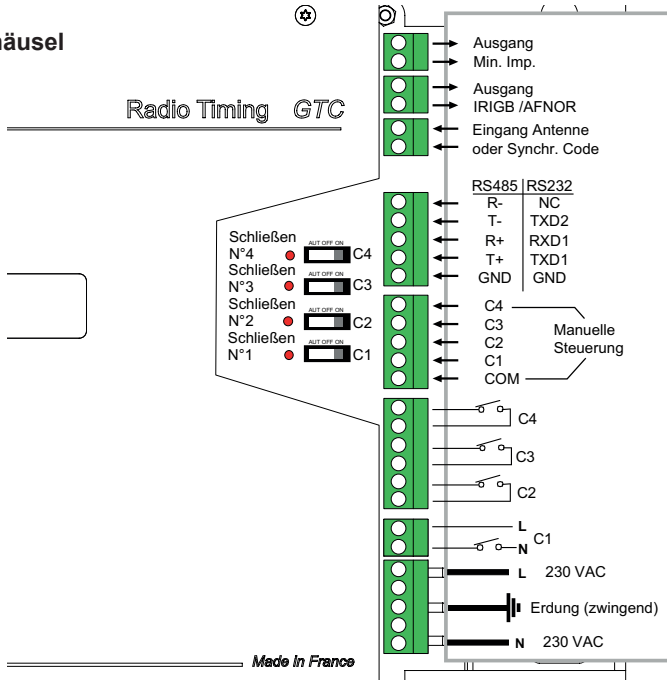 häusel
Radio Timing GTC
Ausgang
Min. Imp.
Ausgang
IRIGB /AFNOR
Eingang Antenne
oder Synchr. Code
RS485 RS232
R- NC
T- TXD2
R+ RXD1
T+ TXD1
GND GND
Schließen
N°4 AUT OFF ON C4
Schließen
N°3 AUT OFF ON C3
Schließen
N°2 AUT OFF ON C2
Schließen
N°1 AUT OFF ON C1
C4
C3
C2
C1
COM
Manuelle
Steuerung
C4
C3
C2
L
C1
N
L 230 VAC
Erdung (zwingend)
N 230 VAC
Made in France